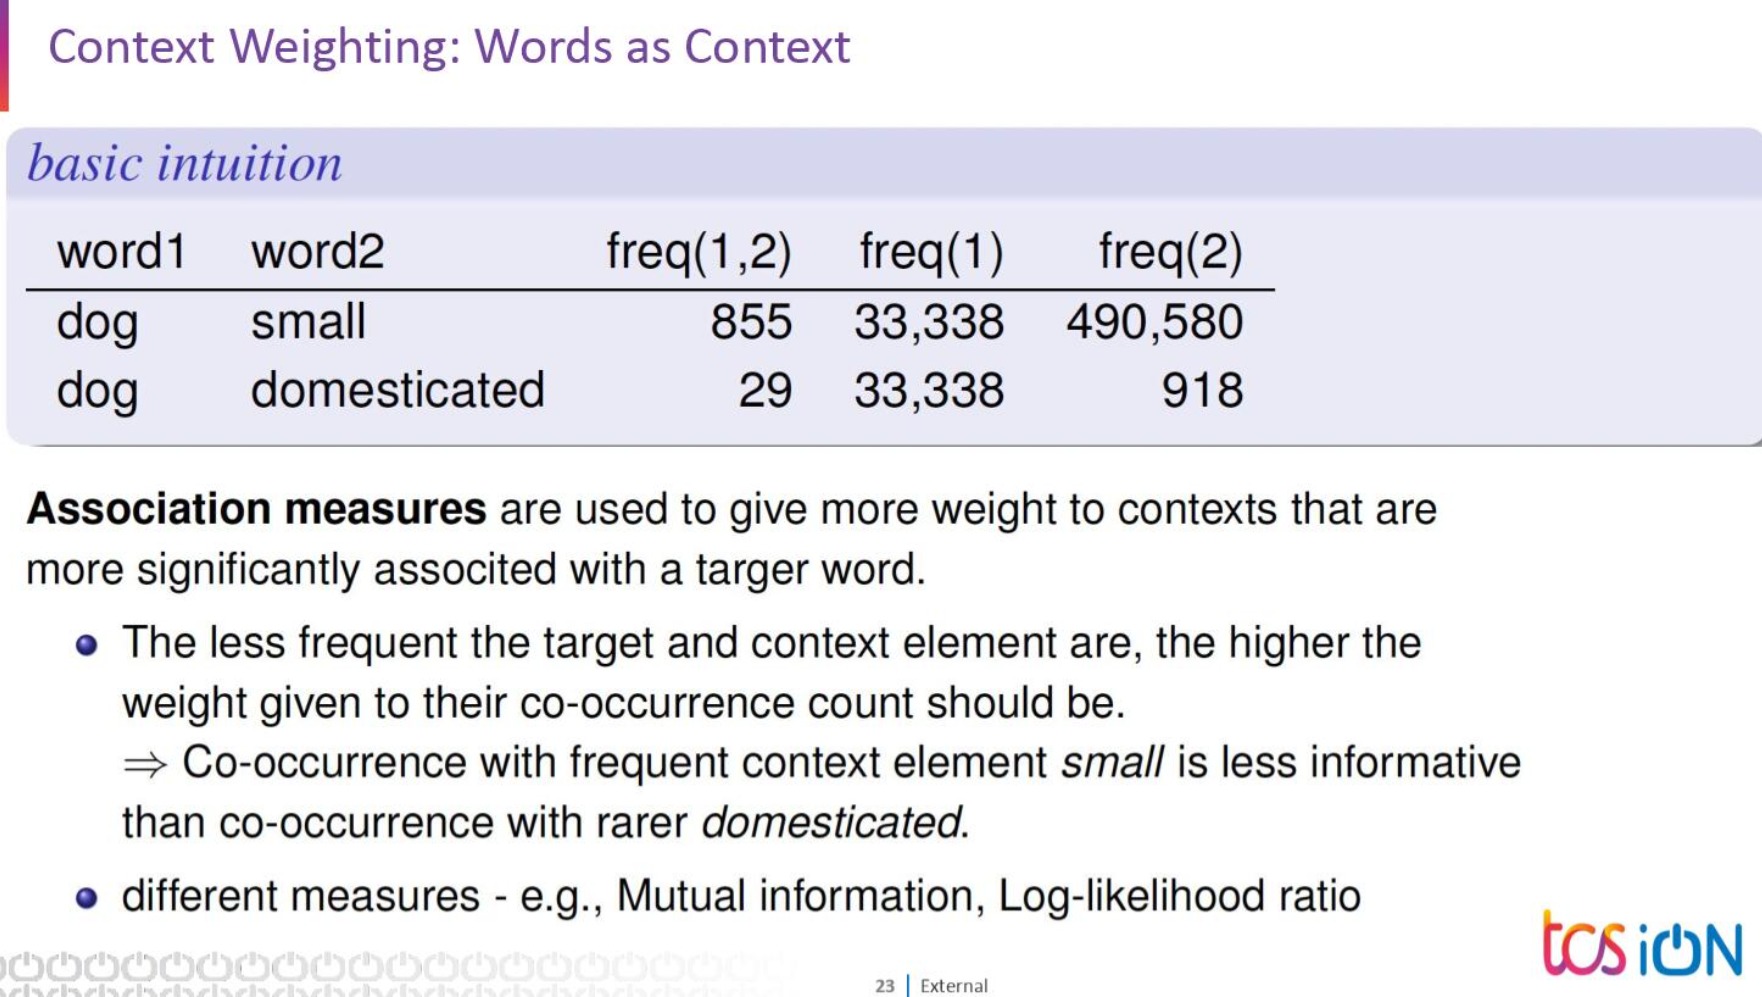 Context Weighting: Words as Context
basic intuition
word1 word2 freq(1,2) freq(1) freq(2)
dog small 855 33,338 490,580
dog domesticated 29 33,338 918
Association measures are used to give more weight to contexts that are
more significantly associted with a targer word.
The less frequent the target and context element are, the higher the
weight given to their co-occurrence count should be.
⇒ Co-occurrence with frequent context element small is less informative
than co-occurrence with rarer domesticated.
different measures - e.g., Mutual information, Log-likelihood ratio
tcs iON
23 | External